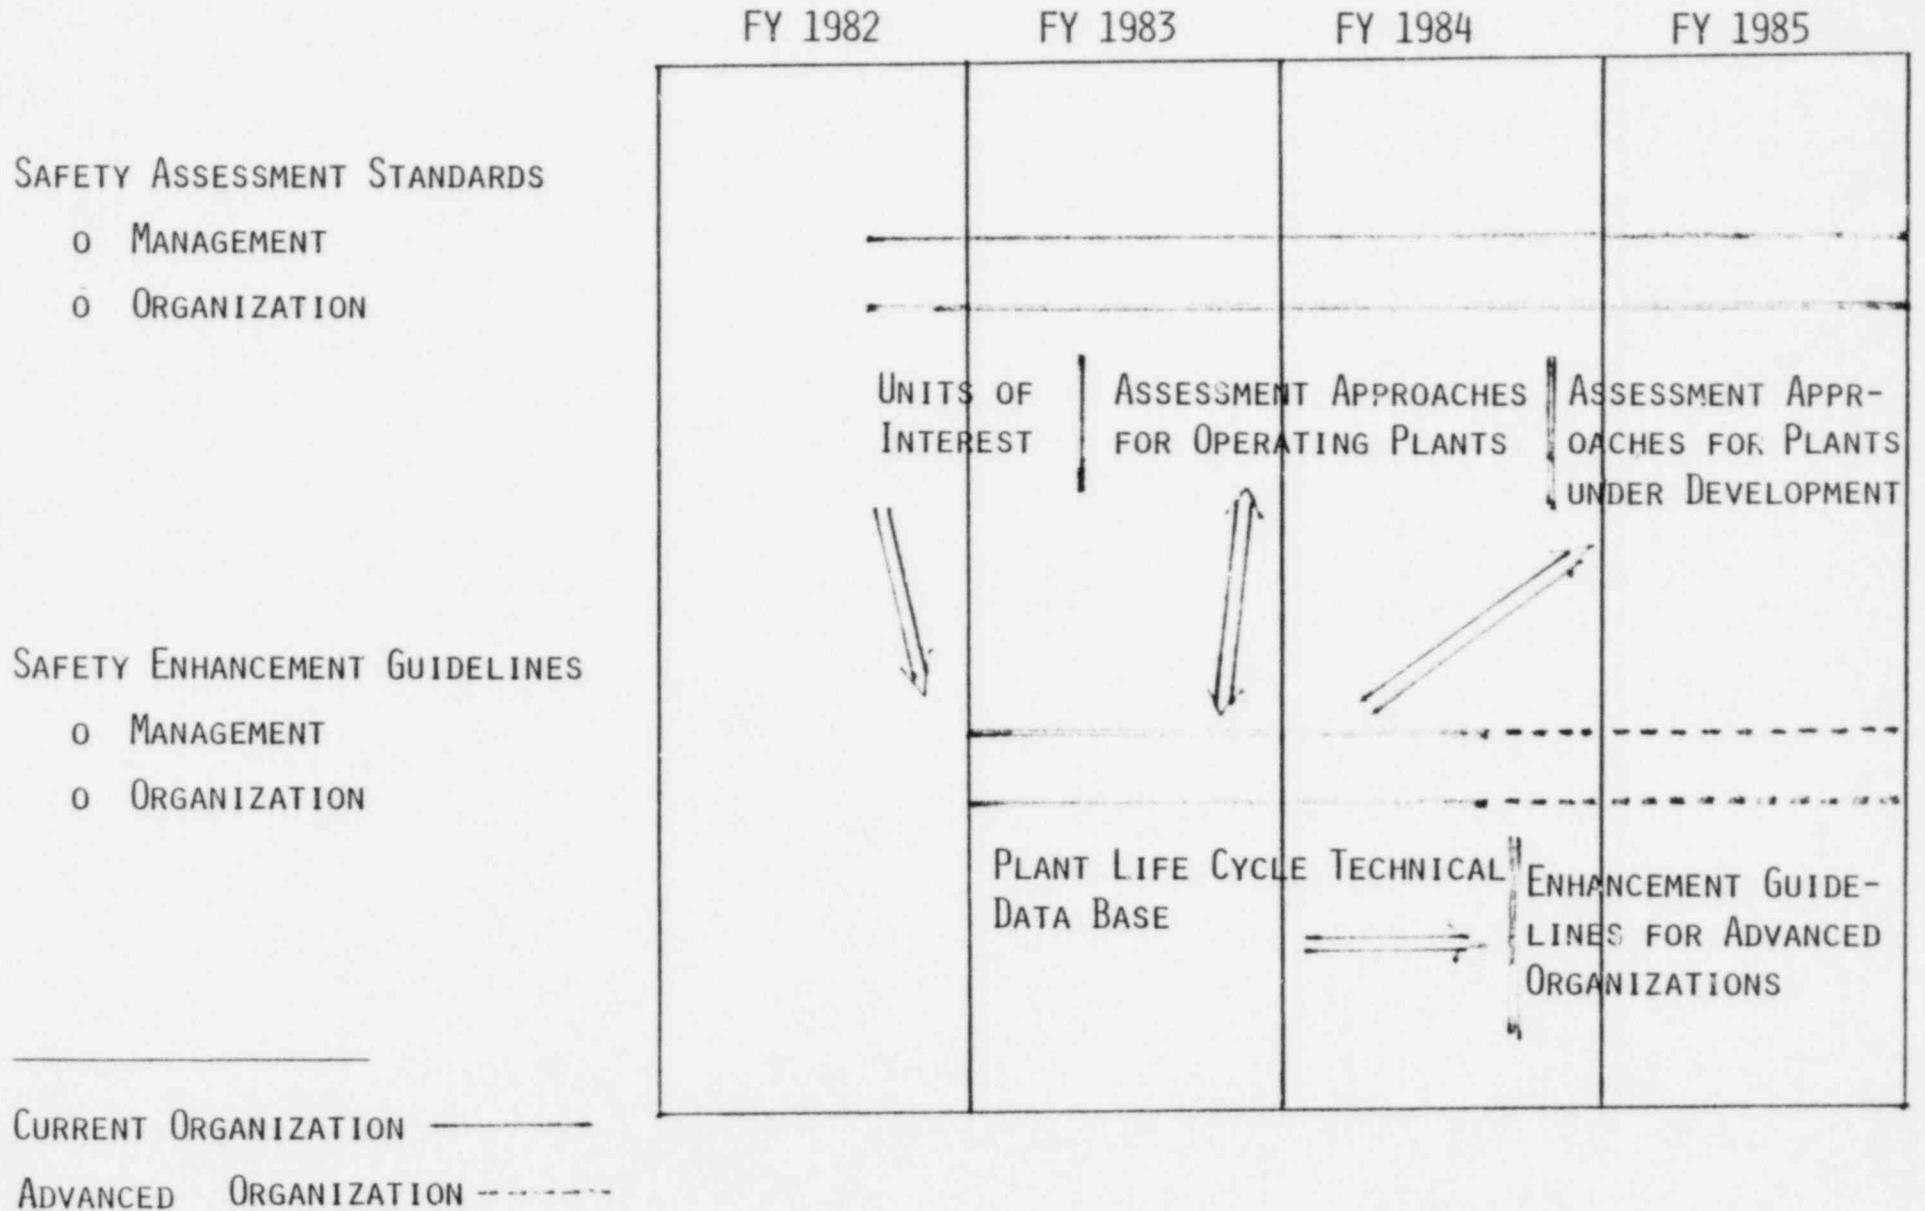 FY 1982 FY 1983 FY 1984 FY 1985
SAFETY ASSESSMENT STANDARDS
o MANAGEMENT
o ORGANIZATION
UNITS OF
INTEREST
ASSESSMENT APPROACHES
FOR OPERATING PLANTS
ASSESSMENT APPR-
OACHES FOR PLANTS
UNDER DEVELOPMENT
SAFETY ENHANCEMENT GUIDELINES
o MANAGEMENT
o ORGANIZATION
PLANT LIFE CYCLE TECHNICAL
DATA BASE
ENHANCEMENT GUIDE-
LINES FOR ADVANCED
ORGANIZATIONS
CURRENT ORGANIZATION
ADVANCED ORGANIZATION